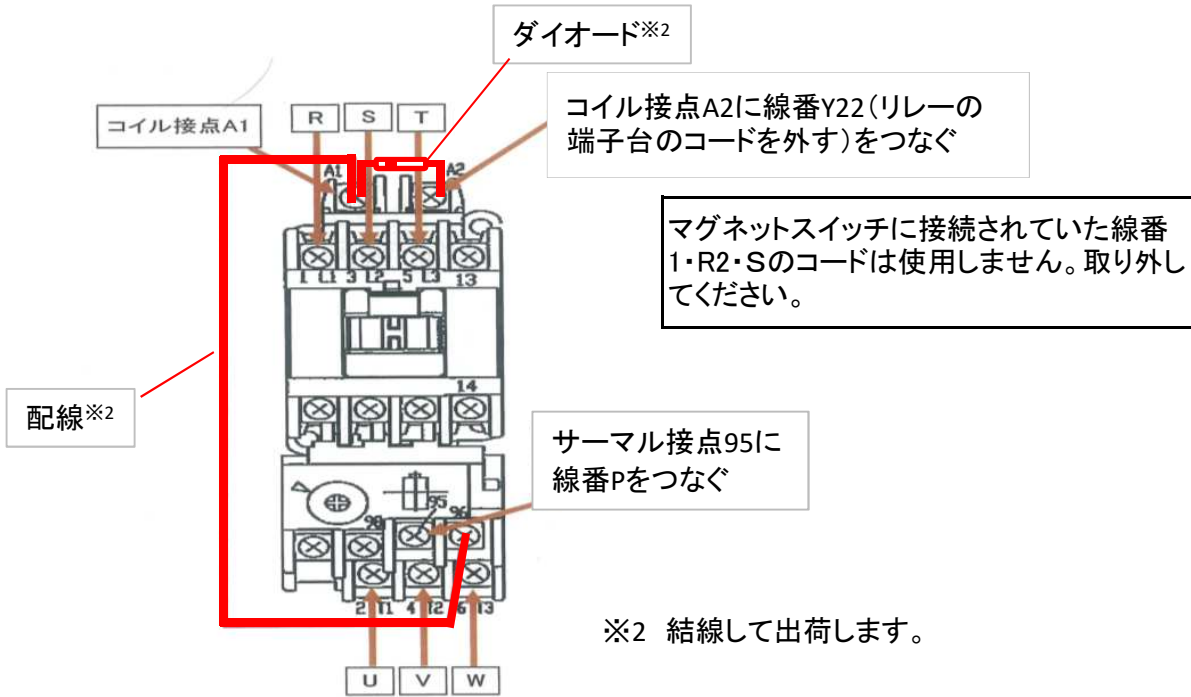 ダイオード※2
コイル接点A1
R S T
コイル接点A2に線番Y22(リレーの
端子台のコードを外す)をつなぐ
A1 A2
マグネットスイッチに接続されていた線番
1・R2・Sのコードは使用しません。取り外し
てください。
1 L1 3 L2 5 L3 13
14
配線※2
サーマル接点95に
線番Pをつなぐ
95
98 96
2 T1 4 T2 6 T3
※2 結線して出荷します。
U V W